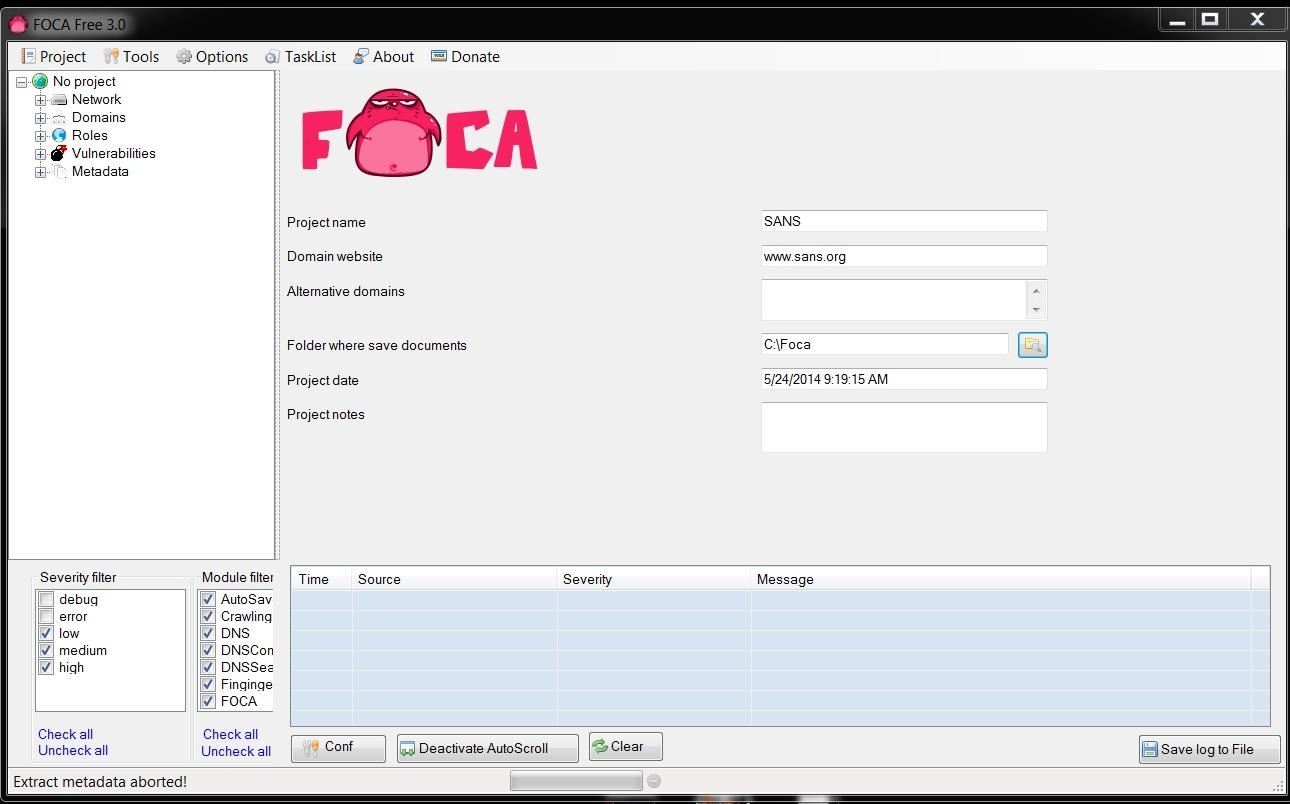 FOCA Free 3.0
Project Tools Options TaskList About Donate
No project
Network
Domains
Roles
Vulnerabilities
Metadata
FOCA
Project name SANS
Domain website www.sans.org
Alternative domains
Folder where save documents C:\Foca
Project date 5/24/2014 9:19:15 AM
Project notes
Severity filter
debug
error
low
medium
high
Check all
Uncheck all
Module filter
AutoSav
Crawling
DNS
DNSCon
DNSSea
Finginge
FOCA
Check all
Uncheck all
Time Source Severity Message
Conf Deactivate AutoScroll Clear Save log to File
Extract metadata aborted!